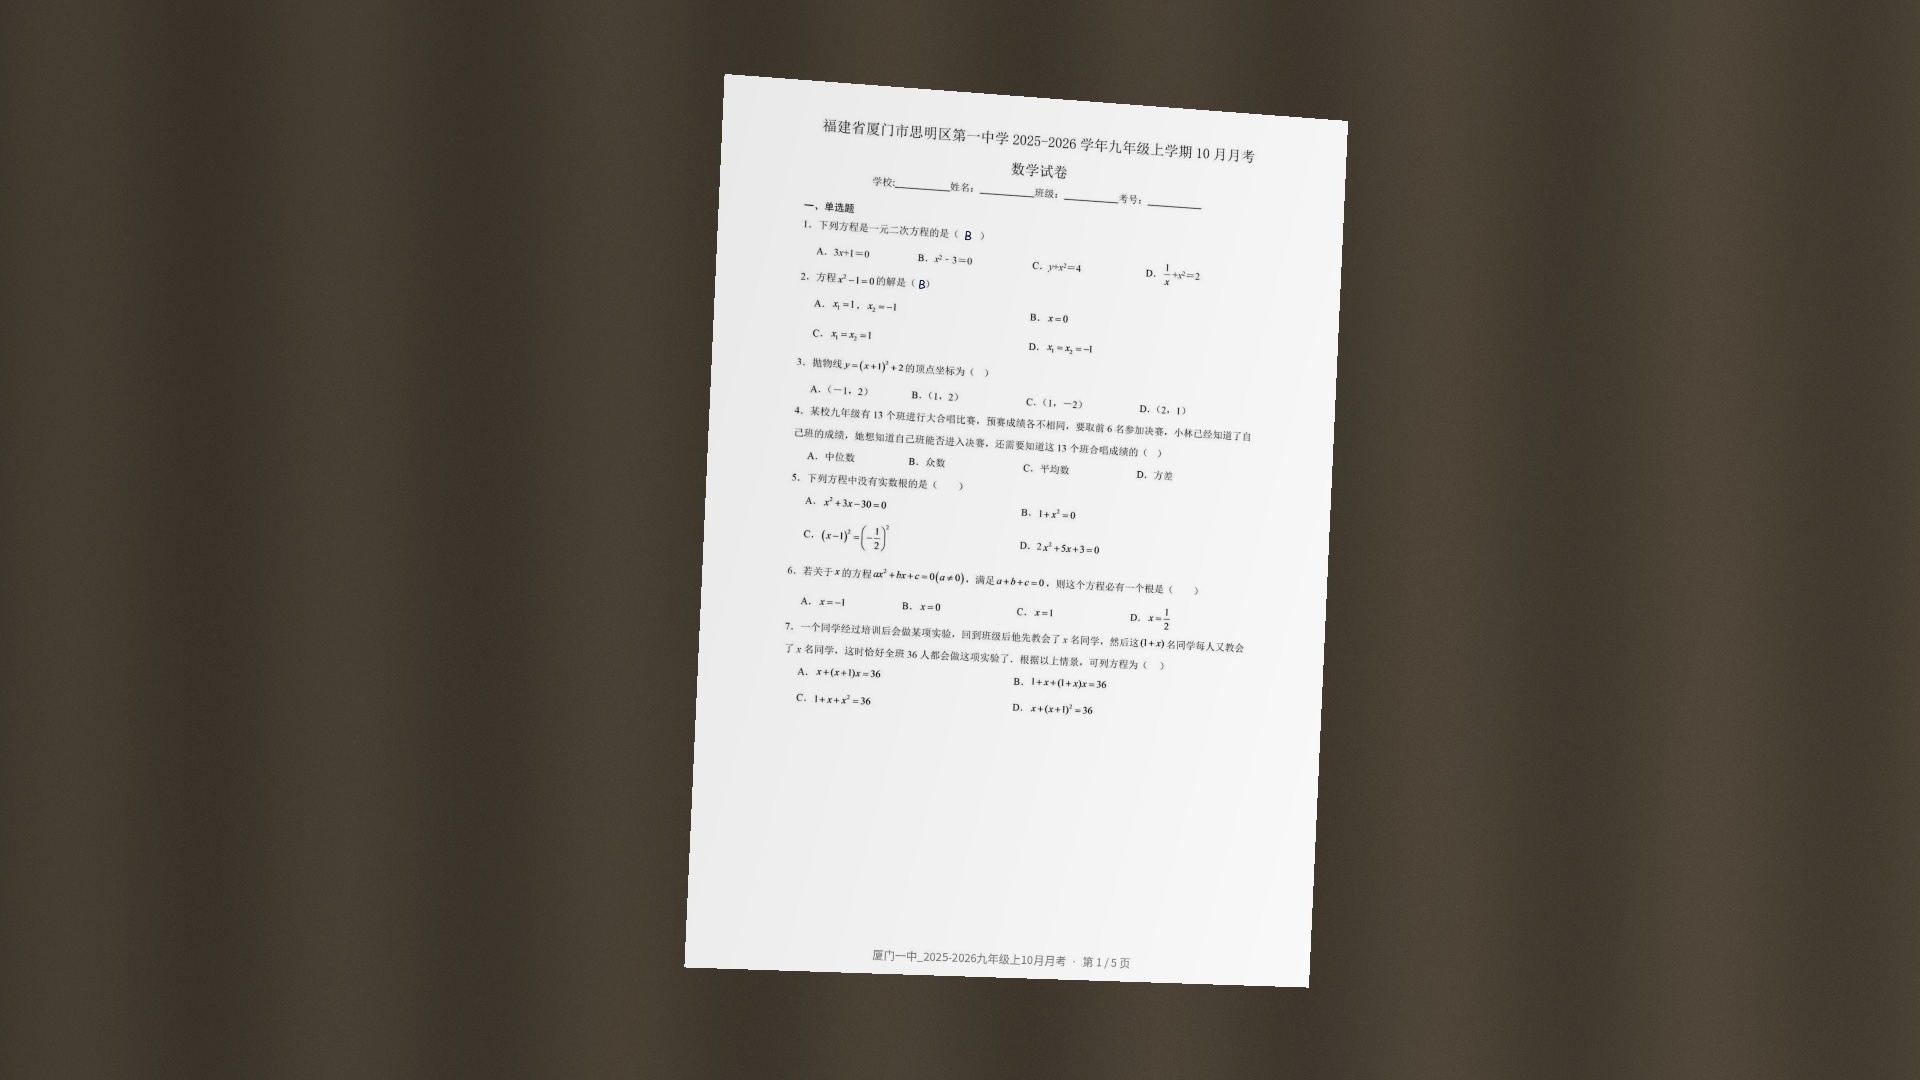 福建省厦门市思明区第一中学 2025-2026 学年九年级上学期 10 月月考
数学试卷
学校:__________姓名：__________班级：__________考号：__________
一、单选题
1．下列方程是一元二次方程的是（ B ）
A．3x+1＝0 B．x²﹣3＝0 C．y+x²＝4 D．1/x+x²＝2
2．方程 x²−1=0 的解是（B）
A．x₁=1，x₂=−1 B．x=0
C．x₁=x₂=1 D．x₁=x₂=−1
3．抛物线 y=(x+1)²+2 的顶点坐标为（ ）
A．（－1，2） B．（1，2） C．（1，－2） D．（2，1）
4．某校九年级有 13 个班进行大合唱比赛，预赛成绩各不相同，要取前 6 名参加决赛，小林已经知道了自
己班的成绩，她想知道自己班能否进入决赛，还需要知道这 13 个班合唱成绩的（ ）
A．中位数 B．众数 C．平均数 D．方差
5．下列方程中没有实数根的是（ ）
A．x²+3x−30=0 B．1+x²=0
C．(x−1)²=(−1/2)² D．2x²+5x+3=0
6．若关于 x 的方程 ax²+bx+c=0(a≠0)，满足 a+b+c=0，则这个方程必有一个根是（ ）
A．x=−1 B．x=0 C．x=1 D．x=1/2
7．一个同学经过培训后会做某项实验，回到班级后他先教会了 x 名同学，然后这(1+x)名同学每人又教会
了 x 名同学，这时恰好全班 36 人都会做这项实验了．根据以上情景，可列方程为（ ）
A．x+(x+1)x=36 B．1+x+(1+x)x=36
C．1+x+x²=36 D．x+(x+1)²=36
厦门一中_2025-2026九年级上10月月考 · 第 1 / 5 页